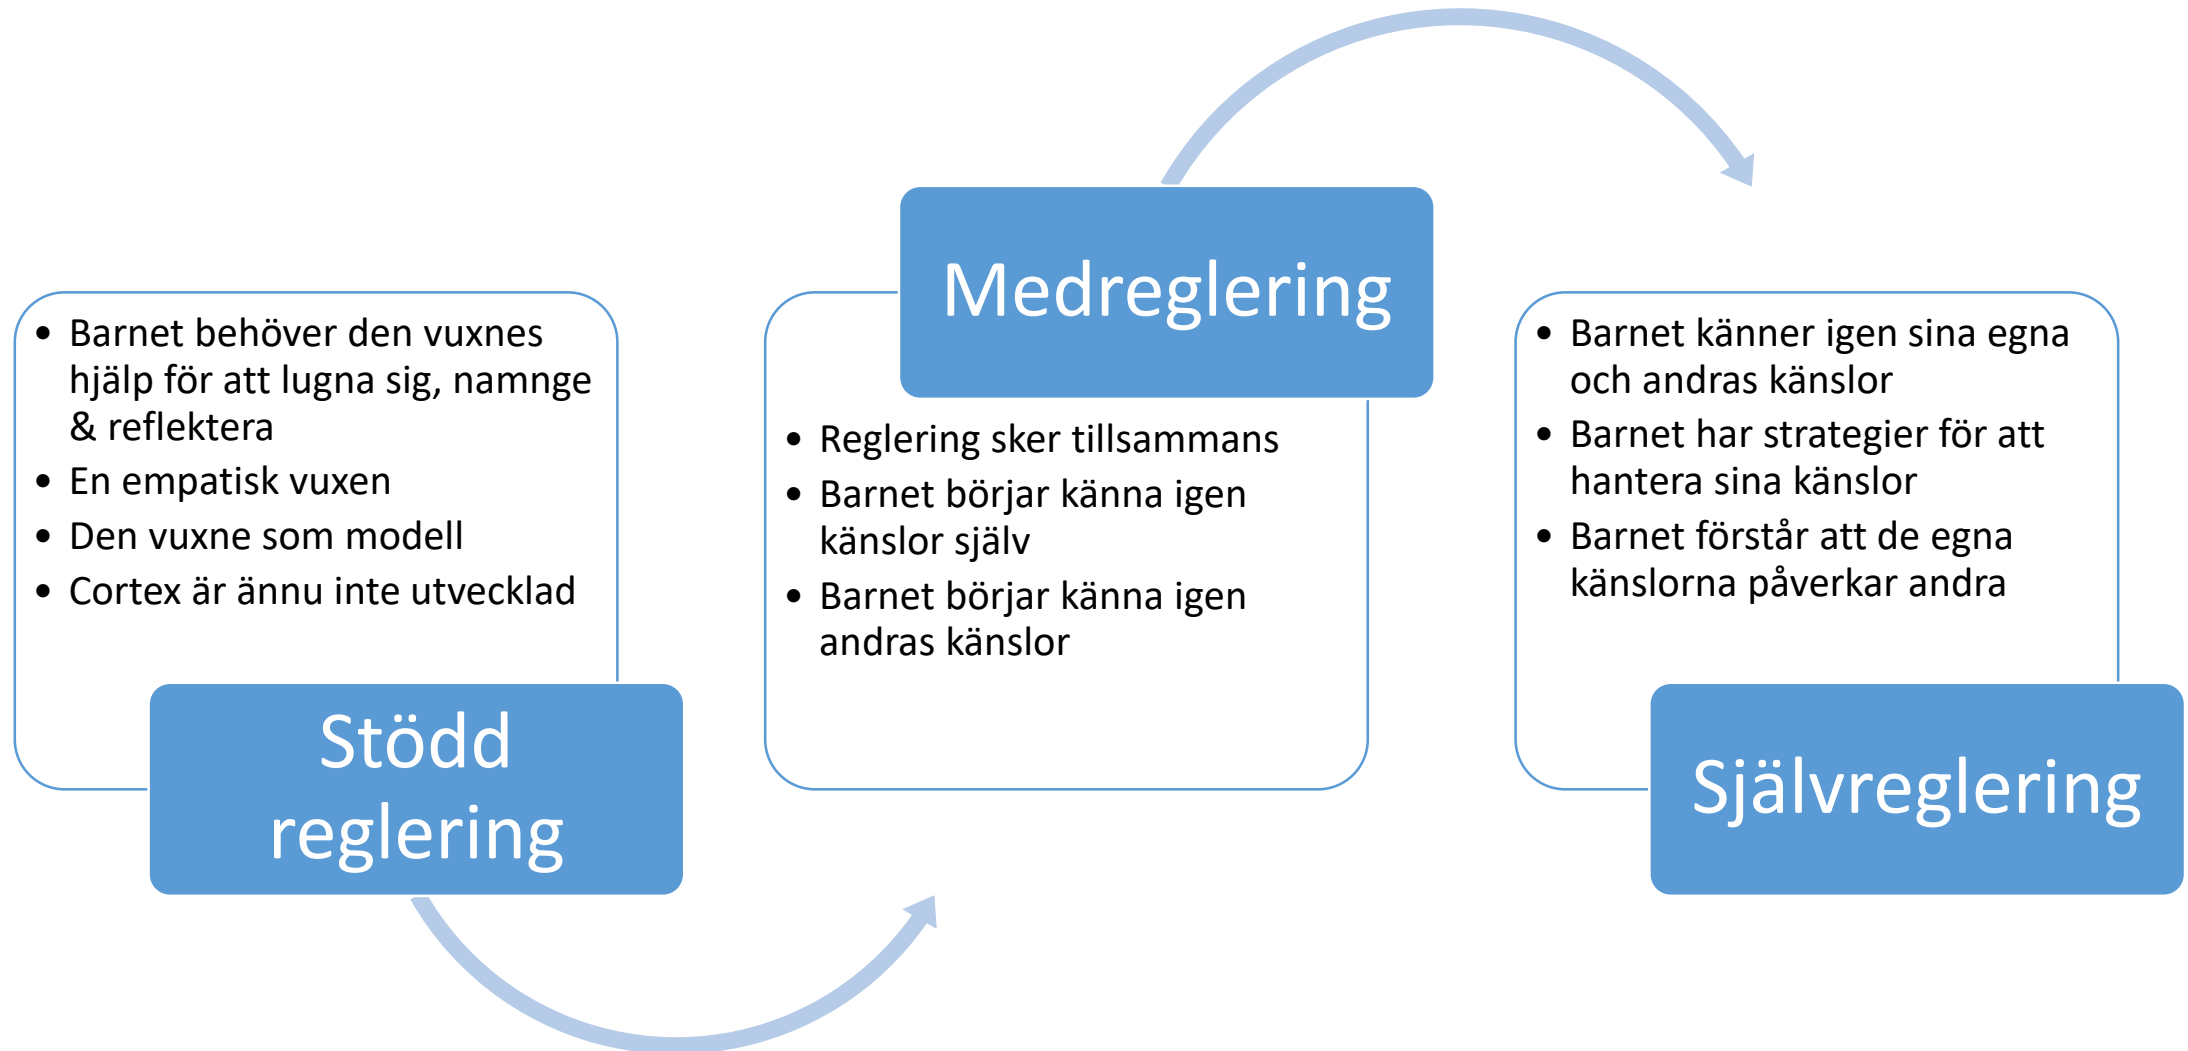 • Barnet behöver den vuxnes
hjälp för att lugna sig, namnge
& reflektera
• En empatisk vuxen
• Den vuxne som modell
• Cortex är ännu inte utvecklad
Stödd
reglering
Medreglering
• Reglering sker tillsammans
• Barnet börjar känna igen
känslor själv
• Barnet börjar känna igen
andras känslor
• Barnet känner igen sina egna
och andras känslor
• Barnet har strategier för att
hantera sina känslor
• Barnet förstår att de egna
känslorna påverkar andra
Självreglering